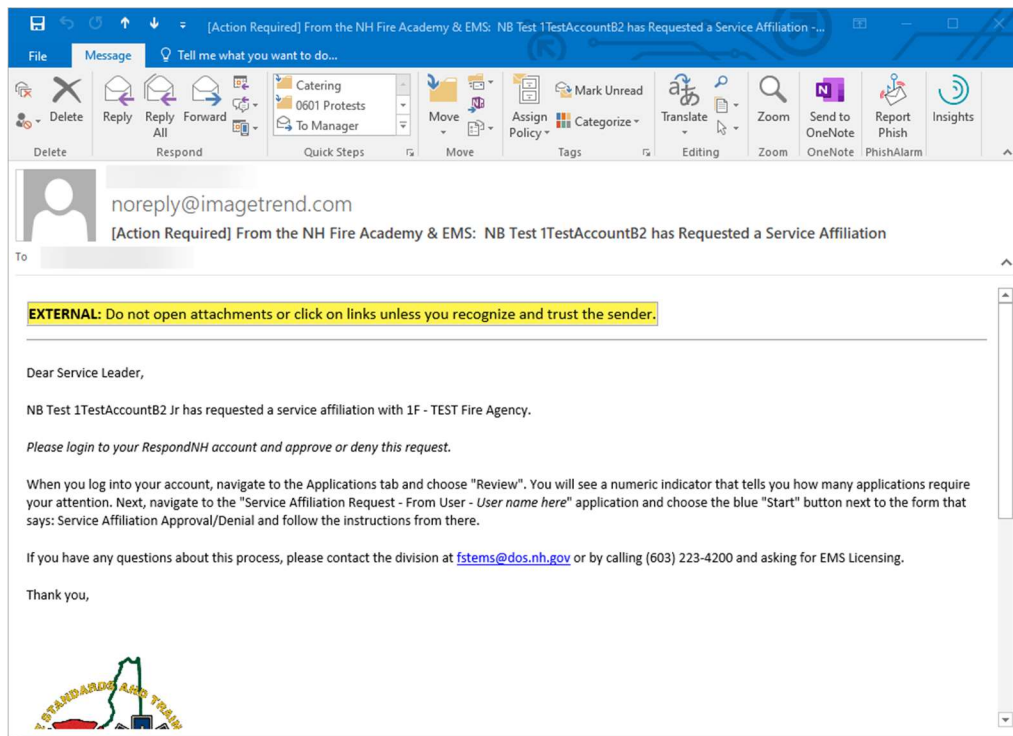 [Action Required] From the NH Fire Academy & EMS:  NB Test 1TestAccountB2 has Requested a Service Affiliation -...
File Message Tell me what you want to do...
Delete
Reply
Reply All
Forward
Catering
0601 Protests
To Manager
Move
Assign Policy
Mark Unread
Categorize
Translate
Zoom
Send to OneNote
Report Phish
Insights
Delete Respond Quick Steps Move Tags Editing Zoom OneNote PhishAlarm
noreply@imagetrend.com
[Action Required] From the NH Fire Academy & EMS:  NB Test 1TestAccountB2 has Requested a Service Affiliation
To
EXTERNAL: Do not open attachments or click on links unless you recognize and trust the sender.
Dear Service Leader,
NB Test 1TestAccountB2 Jr has requested a service affiliation with 1F - TEST Fire Agency.
Please login to your RespondNH account and approve or deny this request.
When you log into your account, navigate to the Applications tab and choose "Review". You will see a numeric indicator that tells you how many applications require
your attention. Next, navigate to the "Service Affiliation Request - From User - User name here" application and choose the blue "Start" button next to the form that
says: Service Affiliation Approval/Denial and follow the instructions from there.
If you have any questions about this process, please contact the division at fstems@dos.nh.gov or by calling (603) 223-4200 and asking for EMS Licensing.
Thank you,
STANDARDS AND TRAIN